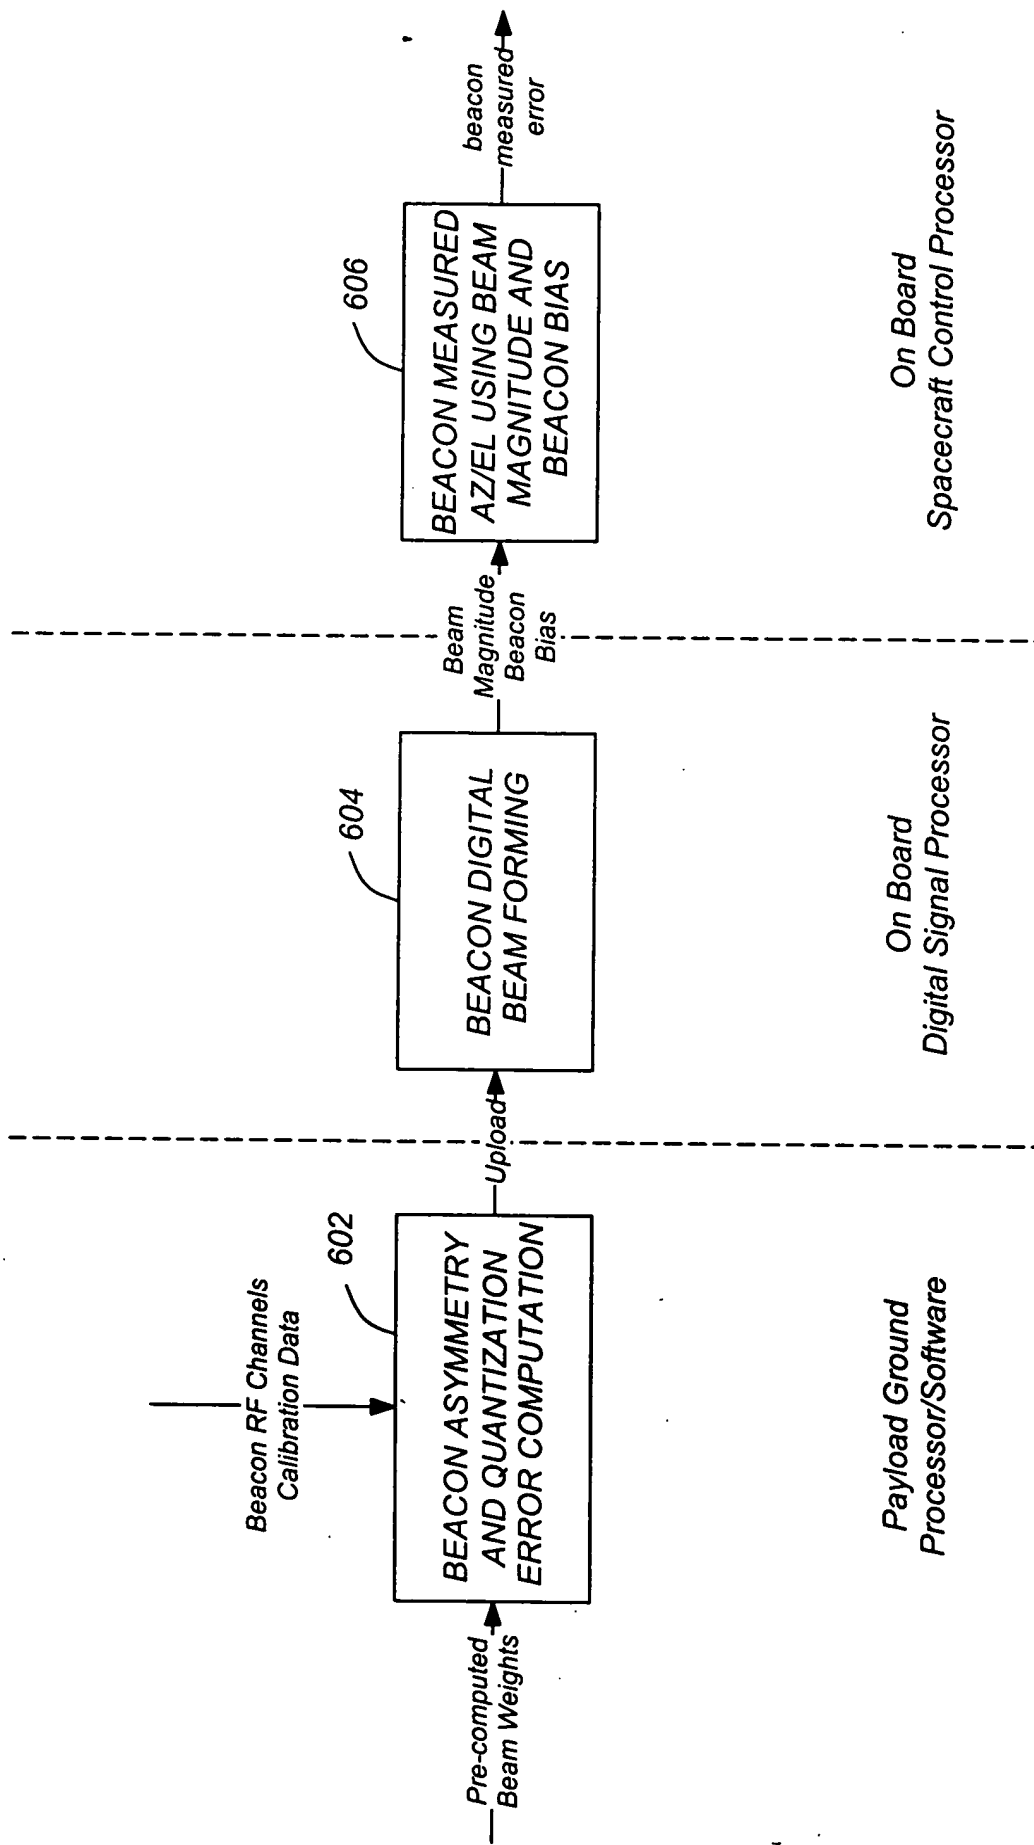 Pre-computed
Beam Weights
Beacon RF Channels
Calibration Data
602
BEACON ASYMMETRY
AND QUANTIZATION
ERROR COMPUTATION
Upload
604
BEACON DIGITAL
BEAM FORMING
Beam
Magnitude
Beacon
Bias
606
BEACON MEASURED
AZ/EL USING BEAM
MAGNITUDE AND
BEACON BIAS
beacon
measured
error
Payload Ground
Processor/Software
On Board
Digital Signal Processor
On Board
Spacecraft Control Processor